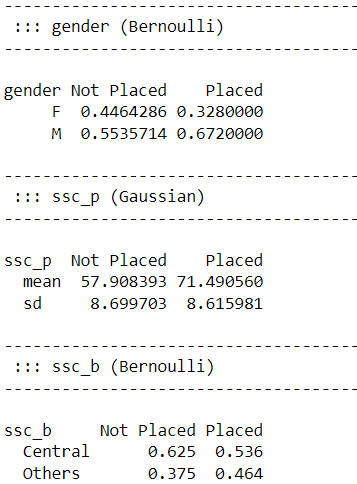 --------------------------------------------
 ::: gender (Bernoulli)
--------------------------------------------
gender Not Placed    Placed
     F  0.4464286 0.3280000
     M  0.5535714 0.6720000
--------------------------------------------
 ::: ssc_p (Gaussian)
--------------------------------------------
ssc_p  Not Placed    Placed
  mean  57.908393 71.490560
  sd     8.699703  8.615981
--------------------------------------------
 ::: ssc_b (Bernoulli)
--------------------------------------------
ssc_b     Not Placed Placed
  Central      0.625  0.536
  Others       0.375  0.464